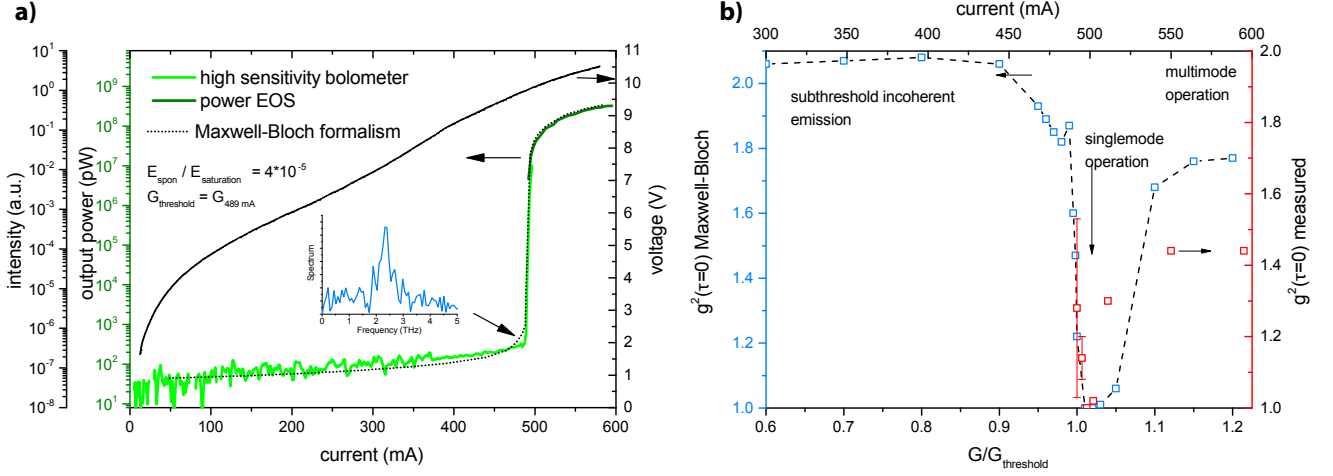 a)
10^1
10^0
10^-1
10^-2
10^-3
10^-4
10^-5
10^-6
10^-7
10^-8
intensity (a.u.)
10^9
10^8
10^7
10^6
10^5
10^4
10^3
10^2
10^1
output power (pW)
high sensitivity bolometer
power EOS
Maxwell-Bloch formalism
E_spon / E_saturation = 4*10^-5
G_threshold = G_489 mA
Spectrum
0 1 2 3 4 5
Frequency (THz)
11
10
9
8
7
6
5
4
3
2
1
0
voltage (V)
0 100 200 300 400 500 600
current (mA)
b)
current (mA)
300 350 400 450 500 550 600
2.0
1.8
1.6
1.4
1.2
1.0
g^2(τ=0) Maxwell-Bloch
subthreshold incoherent
emission
multimode
operation
singlemode
operation
2.0
1.8
1.6
1.4
1.2
1.0
g^2(τ=0) measured
0.6 0.7 0.8 0.9 1.0 1.1 1.2
G/G_threshold